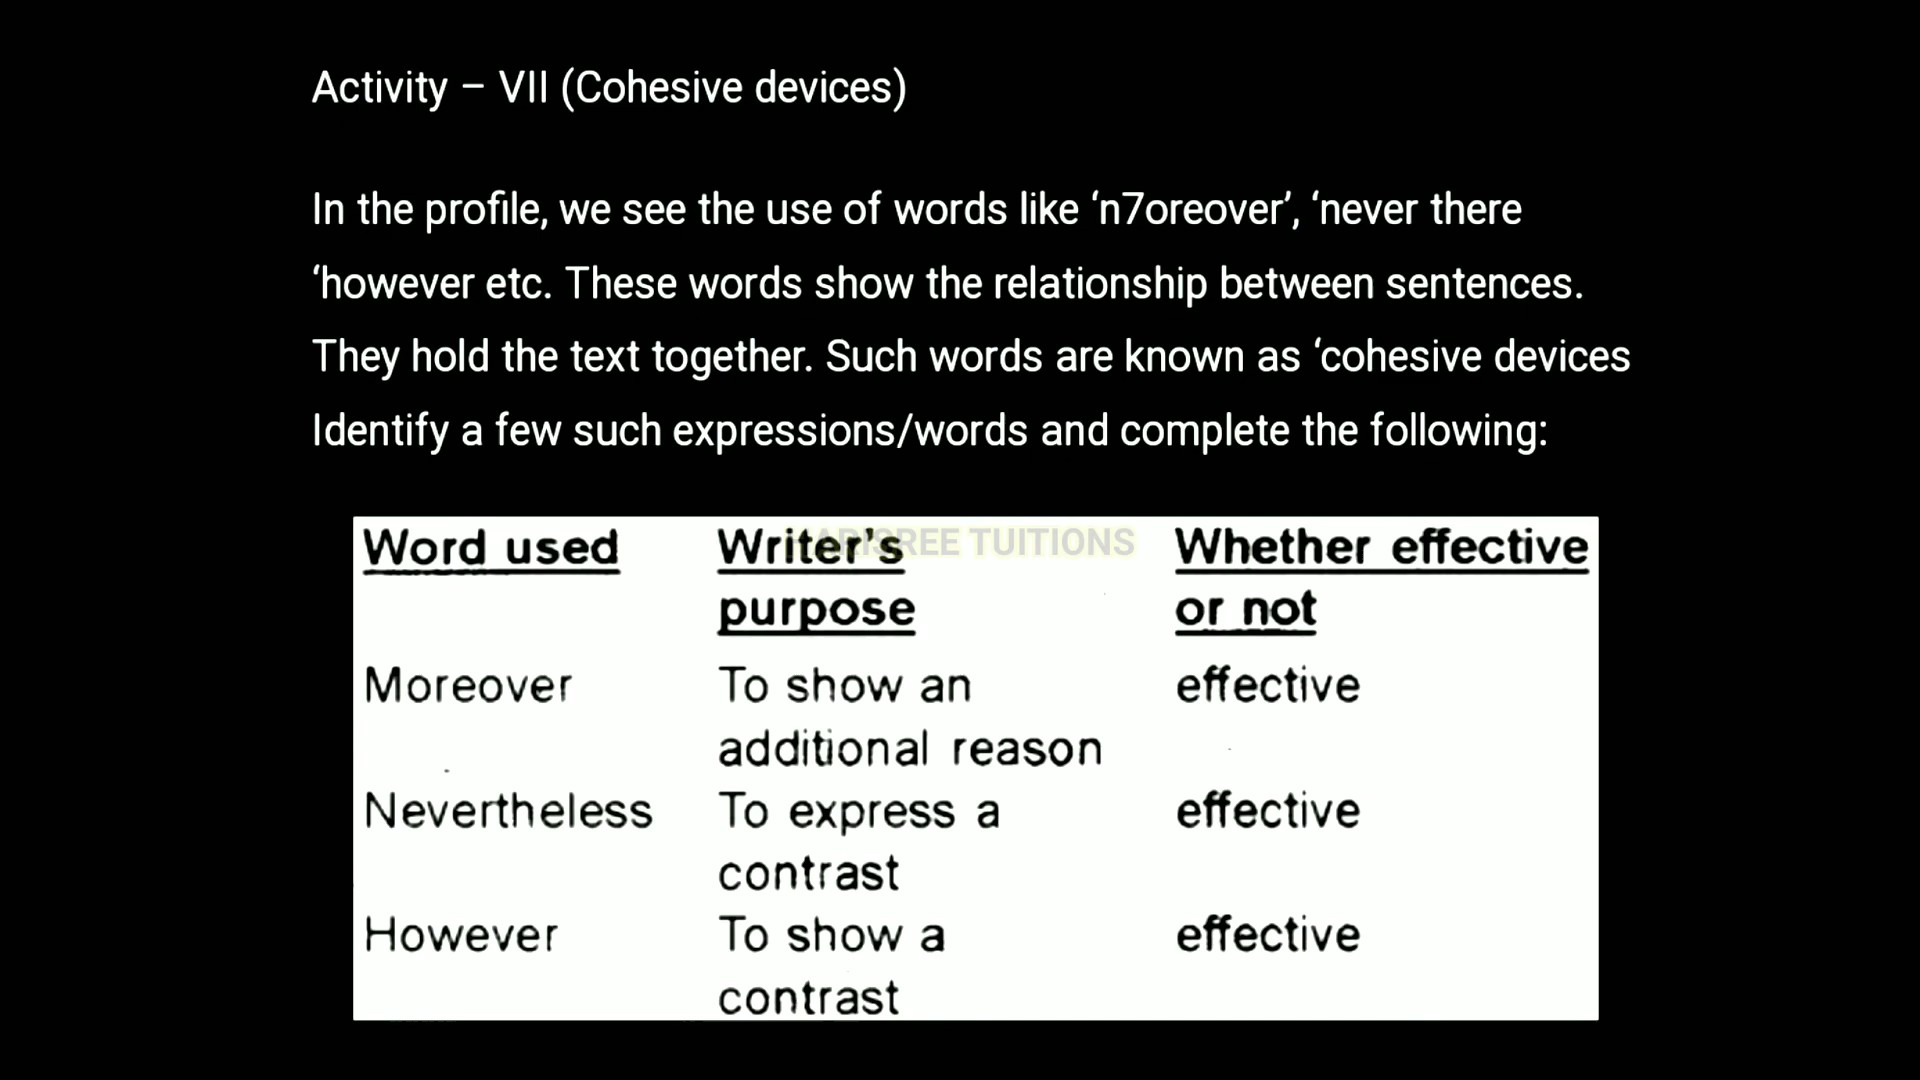 Activity – VII (Cohesive devices)
In the profile, we see the use of words like ‘n7oreover’, ‘never there
‘however etc. These words show the relationship between sentences.
They hold the text together. Such words are known as ‘cohesive devices
Identify a few such expressions/words and complete the following:
HARISREE TUITIONS
Word used Writer's Whether effective
purpose or not
Moreover To show an effective
additional reason
Nevertheless To express a effective
contrast
However To show a effective
contrast